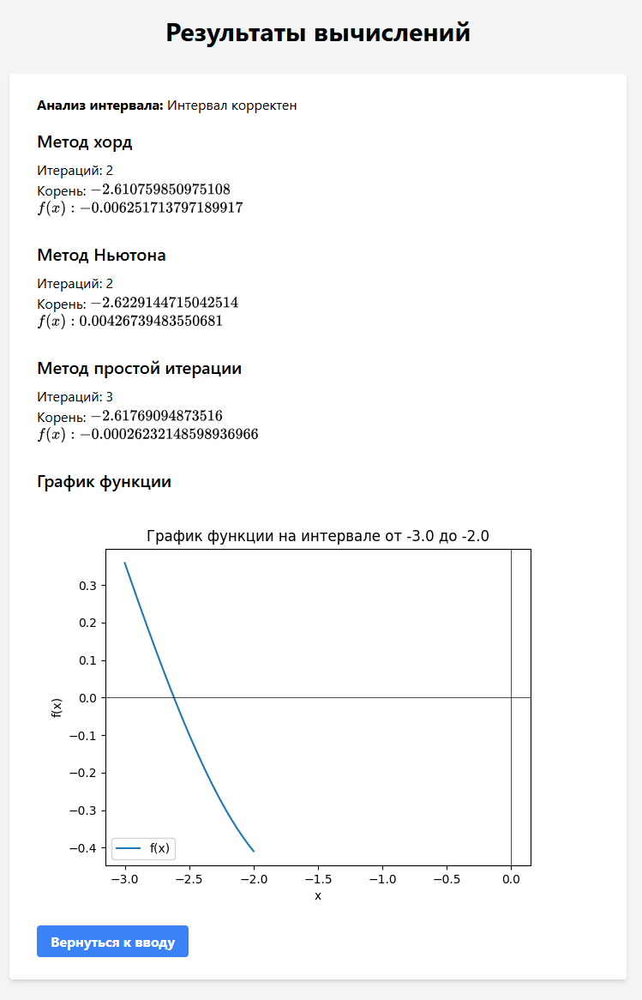 Результаты вычислений
Анализ интервала: Интервал корректен
Метод хорд
Итераций: 2
Корень: −2.610759850975108
f(x) : −0.006251713797189917
Метод Ньютона
Итераций: 2
Корень: −2.6229144715042514
f(x) : 0.00426739483550681
Метод простой итерации
Итераций: 3
Корень: −2.61769094873516
f(x) : −0.00026232148598936966
График функции
График функции на интервале от -3.0 до -2.0
0.3
0.2
0.1
0.0
−0.1
−0.2
−0.3
−0.4
f(x)
f(x)
−3.0 −2.5 −2.0 −1.5 −1.0 −0.5 0.0
x
Вернуться к вводу